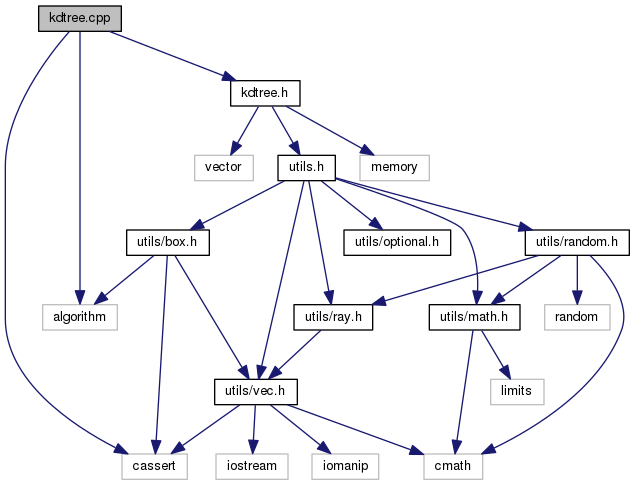 kdtree.cpp
kdtree.h
vector
utils.h
memory
utils/box.h
utils/optional.h
utils/random.h
algorithm
utils/ray.h
utils/math.h
random
utils/vec.h
limits
cassert
iostream
iomanip
cmath